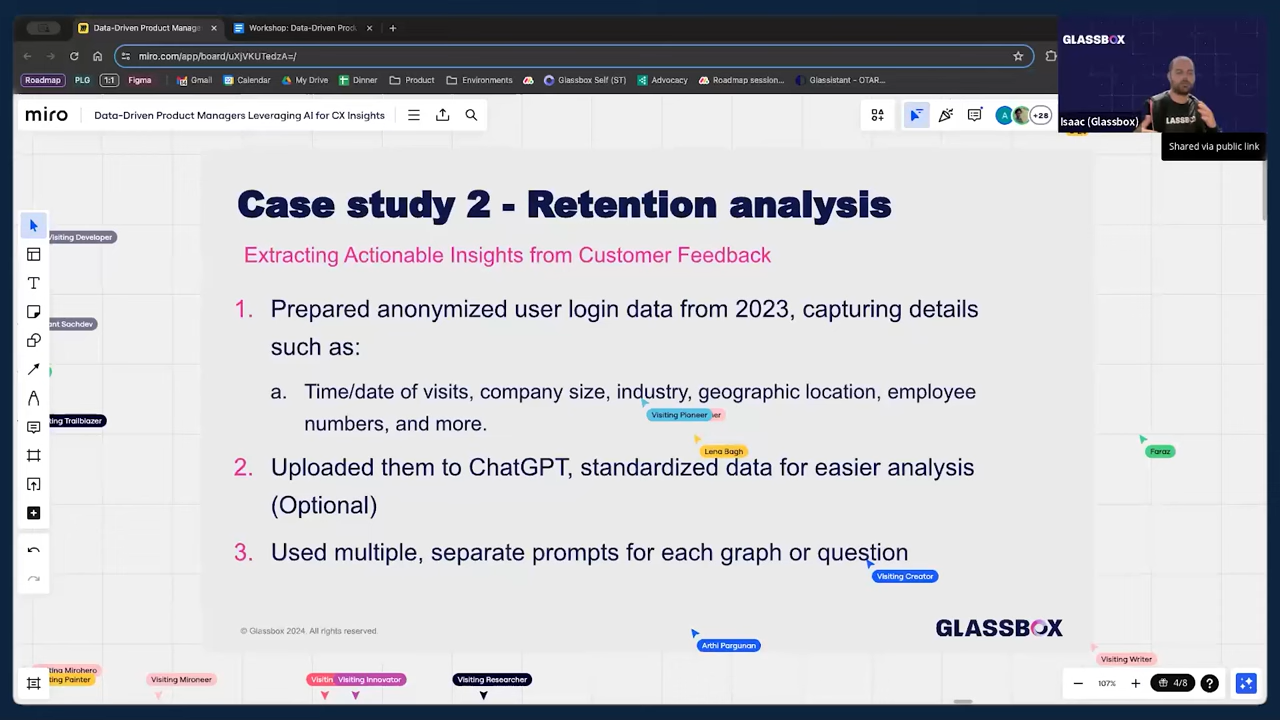 Data-Driven Product Manage
Workshop: Data-Driven Prod
miro.com/app/board/uXjVKUTedzA=/
Roadmap
PLG
1:1
Figma
Gmail
Calendar
My Drive
Dinner
Product
Environments
Glassbox Self (ST)
Advocacy
Roadmap session...
Glassistant - OTAR...
GLASSBOX
Isaac (Glassbox)
GLASSBOX
Shared via public link
miro
Data-Driven Product Managers Leveraging AI for CX Insights
A
+28
Case study 2 - Retention analysis
Extracting Actionable Insights from Customer Feedback
1. Prepared anonymized user login data from 2023, capturing details
such as:
a. Time/date of visits, company size, industry, geographic location, employee
numbers, and more.
2. Uploaded them to ChatGPT, standardized data for easier analysis
(Optional)
3. Used multiple, separate prompts for each graph or question
© Glassbox 2024. All rights reserved.
GLASSBOX
Visiting Developer
ant Sachdev
ting Trailblazer
Visiting Pioneer
Lena Bagh
Faraz
Visiting Creator
Arthi Pargunan
Visiting Writer
ting Painter
Visiting Mironeer
Visitin
Visiting Innovator
Visiting Researcher
107%
4/8
?